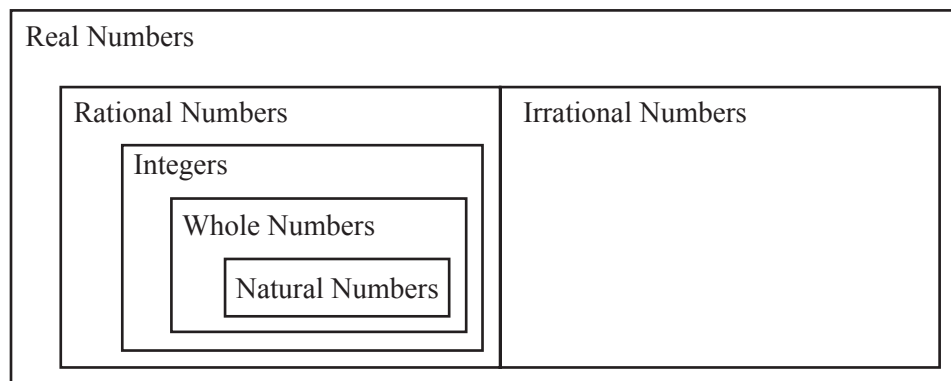 Real Numbers
Rational Numbers
Irrational Numbers
Integers
Whole Numbers
Natural Numbers